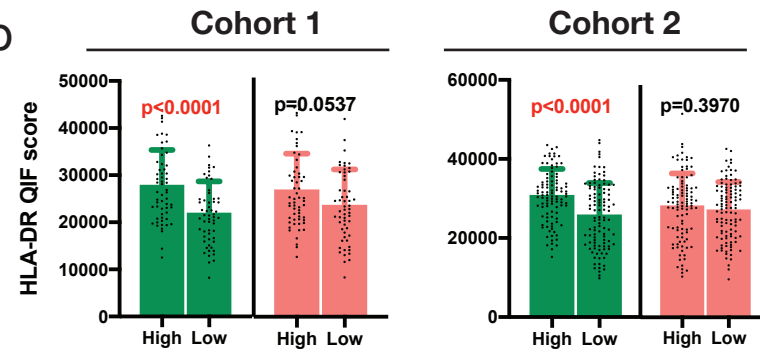 Cohort 1
Cohort 2
HLA-DR QIF score
50000
40000
30000
20000
10000
0
p<0.0001
p=0.0537
High Low
High Low
60000
40000
20000
0
p<0.0001
p=0.3970
High Low
High Low